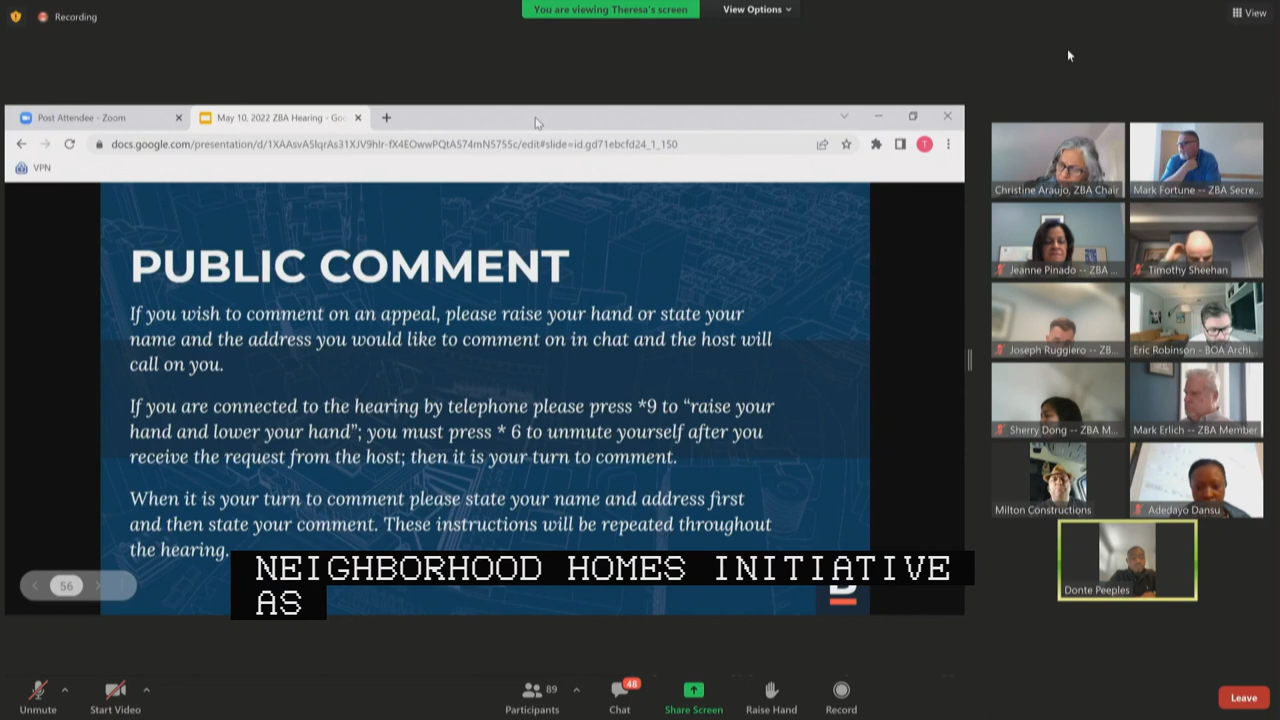 Recording
You are viewing Theresa's screen
View Options
View
Post Attendee - Zoom
May 10, 2022 ZBA Hearing - Goo
docs.google.com/presentation/d/1XAAsvA5lqrAs31XJV9hIr-fX4EOwwPQtA574mN5755c/edit#slide=id.gd71ebcfd24_1_150
T
VPN
PUBLIC COMMENT
If you wish to comment on an appeal, please raise your hand or state your
name and the address you would like to comment on in chat and the host will
call on you.
If you are connected to the hearing by telephone please press *9 to “raise your
hand and lower your hand”; you must press * 6 to unmute yourself after you
receive the request from the host; then it is your turn to comment.
When it is your turn to comment please state your name and address first
and then state your comment. These instructions will be repeated throughout
the hearing.
56
NEIGHBORHOOD HOMES INITIATIVE
AS
Christine Araujo, ZBA Chair
Mark Fortune -- ZBA Secre...
Jeanne Pinado -- ZBA ...
Timothy Sheehan
Joseph Ruggiero -- ZB...
Eric Robinson - BOA Archi...
Sherry Dong -- ZBA M...
Mark Erlich -- ZBA Member
Milton Constructions
Adedayo Dansu
Donte Peeples
Unmute
Start Video
Participants
89
Chat
48
Share Screen
Raise Hand
Record
Leave